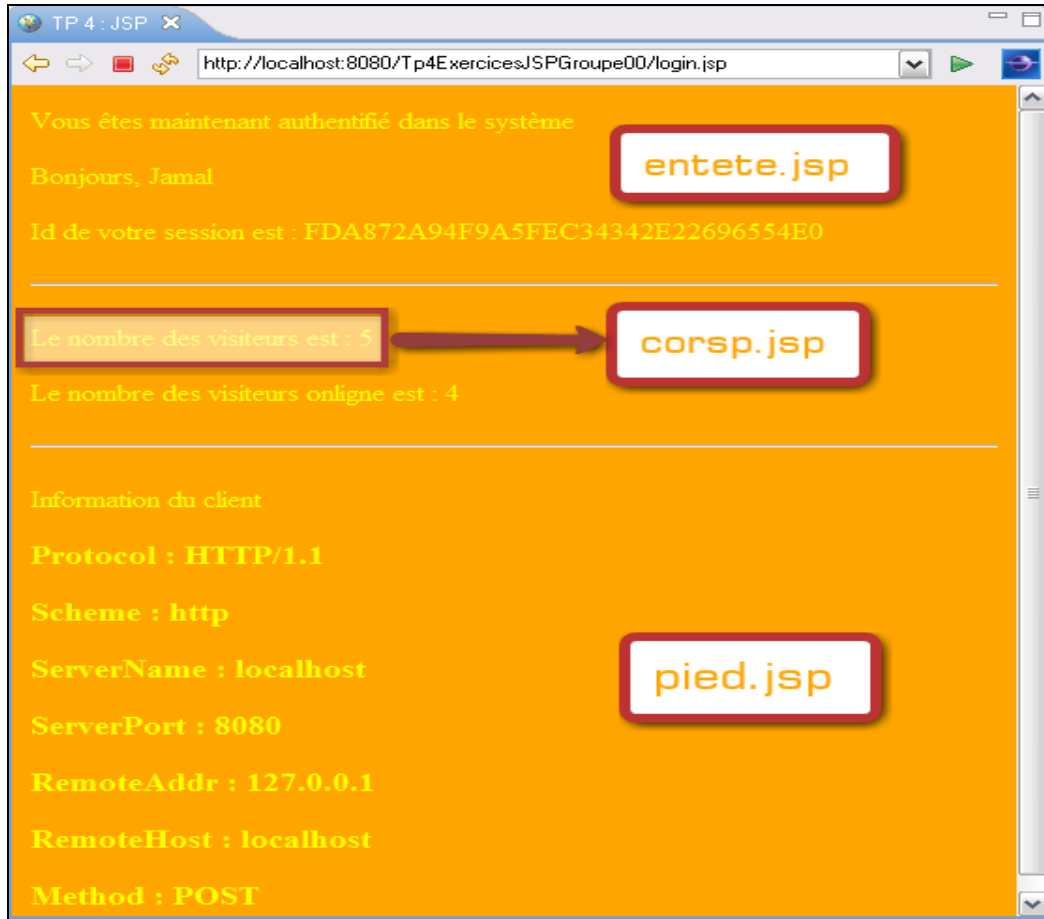 TP 4 : JSP
http://localhost:8080/Tp4ExercicesJSPGroupe00/login.jsp
Vous êtes maintenant authentifié dans le système
entete.jsp
Bonjours, Jamal
Id de votre session est : FDA872A94F9A5FEC34342E22696554E0
Le nombre des visiteurs est : 5
corsp.jsp
Le nombre des visiteurs onligne est : 4
Information du client
Protocol : HTTP/1.1
Scheme : http
ServerName : localhost
pied.jsp
ServerPort : 8080
RemoteAddr : 127.0.0.1
RemoteHost : localhost
Method : POST